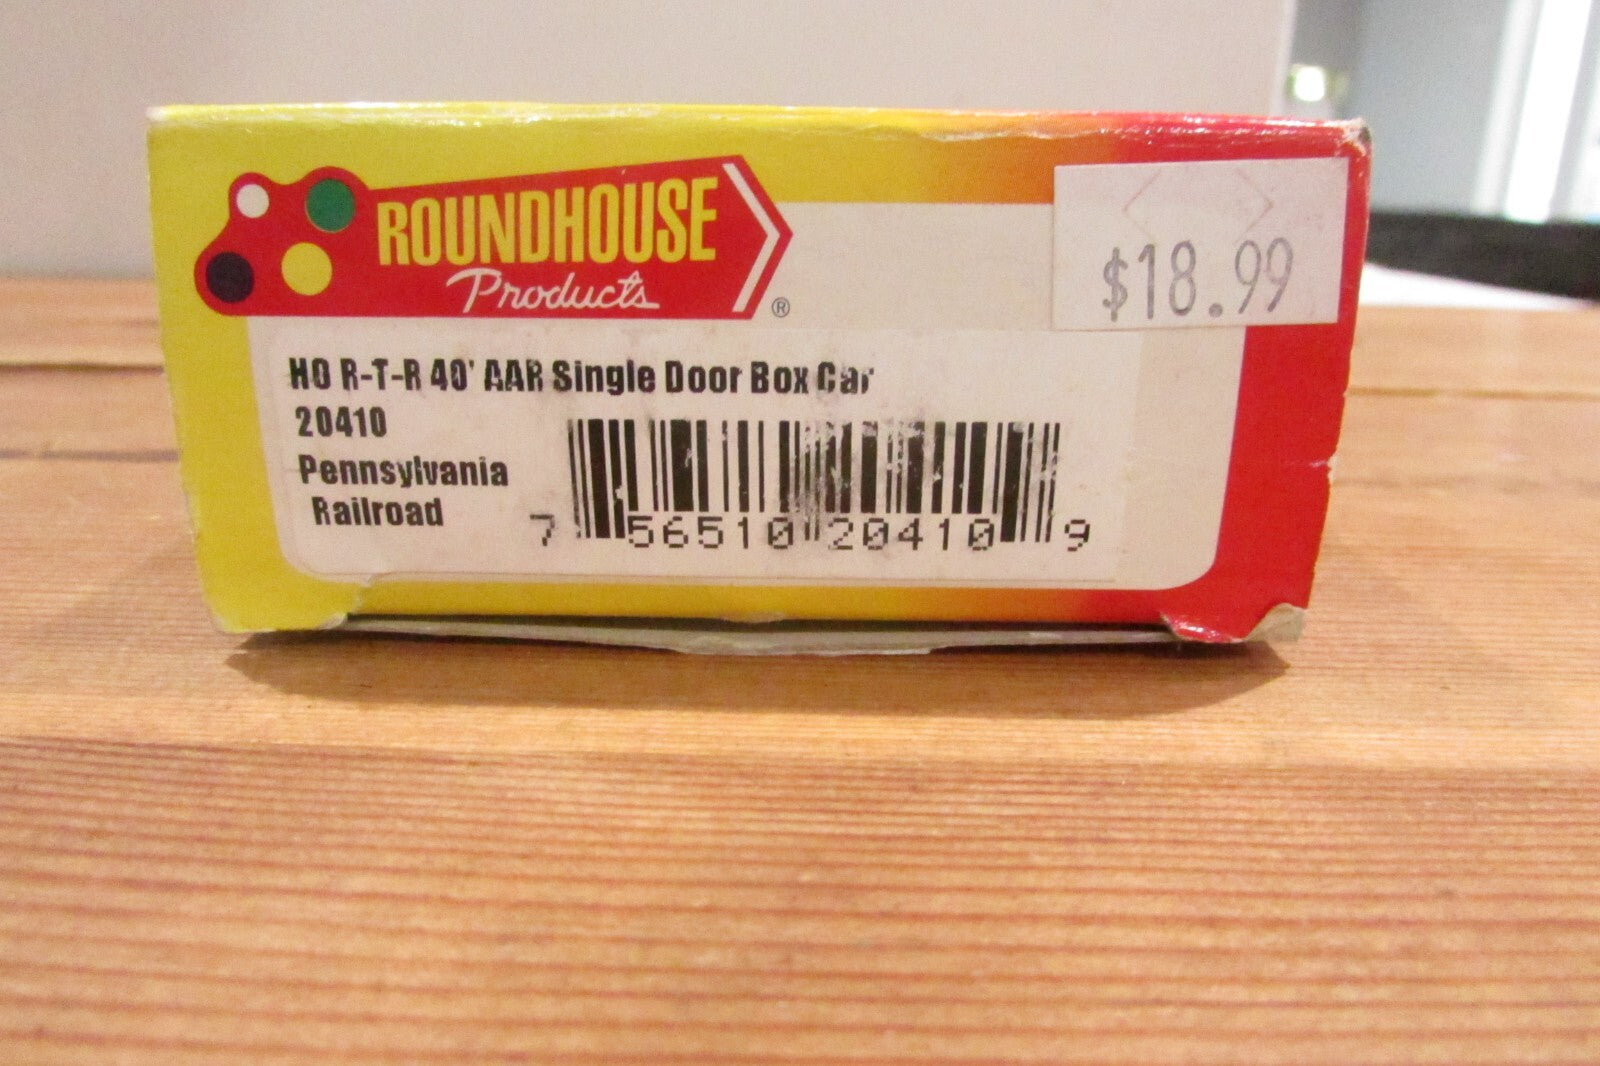 ROUNDHOUSE
Products
®
$18.99
HO R-T-R 40' AAR Single Door Box Car
20410
Pennsylvania
Railroad
7 56510 20410 9